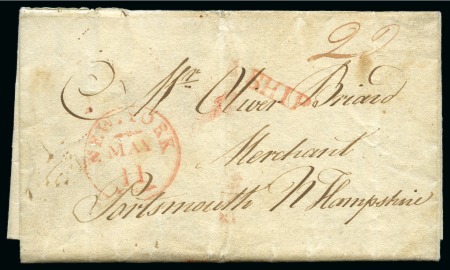 22
SHIP
Mr Oliver Briard
Merchant
Portsmouth N Hampshire
NEW-YORK
MAY
11